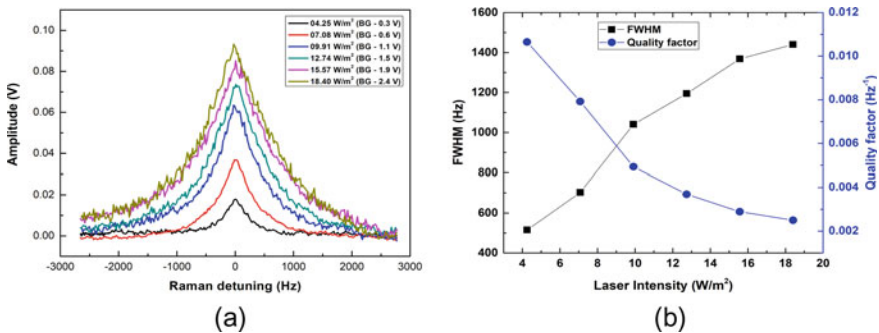 0.10
0.08
0.06
0.04
0.02
0.00
Amplitude (V)
-3000 -2000 -1000 0 1000 2000 3000
Raman detuning (Hz)
04.25 W/m² (BG - 0.3 V)
07.08 W/m² (BG - 0.6 V)
09.91 W/m² (BG - 1.1 V)
12.74 W/m² (BG - 1.5 V)
15.57 W/m² (BG - 1.9 V)
18.40 W/m² (BG - 2.4 V)
(a)
1600
1400
1200
1000
800
600
400
FWHM (Hz)
4 6 8 10 12 14 16 18 20
Laser Intensity (W/m²)
FWHM
Quality factor
0.012
0.010
0.008
0.006
0.004
0.002
Quality factor (Hz⁻¹)
(b)